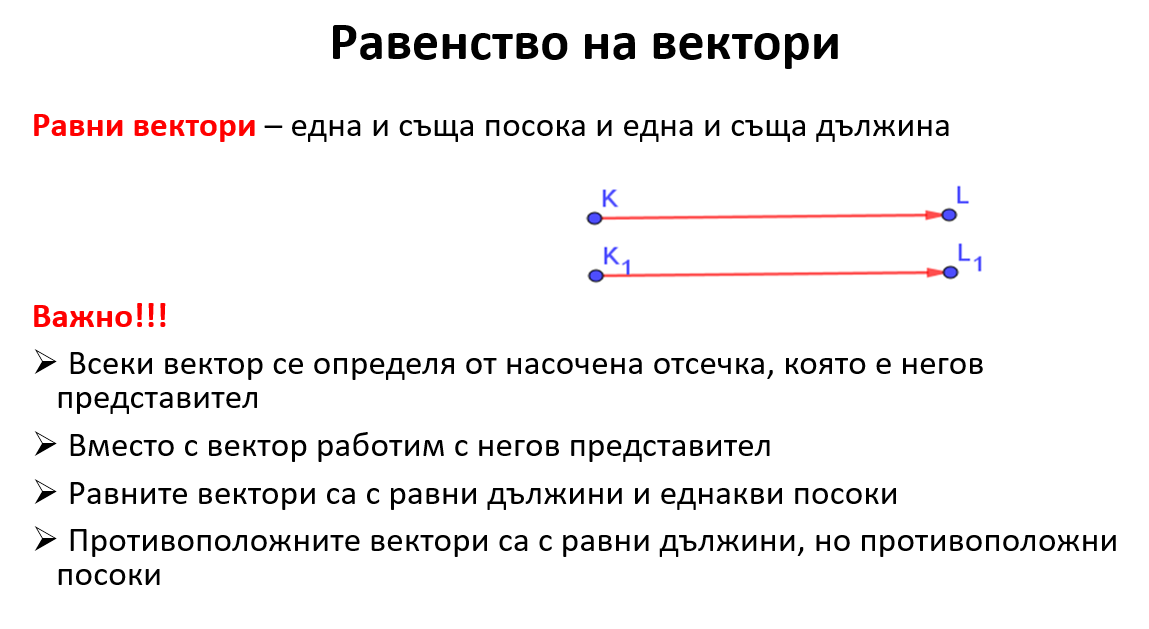 Равенство на вектори
Равни вектори – една и съща посока и една и съща дължина
K
L
K1
L1
Важно!!!
➢ Всеки вектор се определя от насочена отсечка, която е негов
представител
➢ Вместо с вектор работим с негов представител
➢ Равните вектори са с равни дължини и еднакви посоки
➢ Противоположните вектори са с равни дължини, но противоположни
посоки